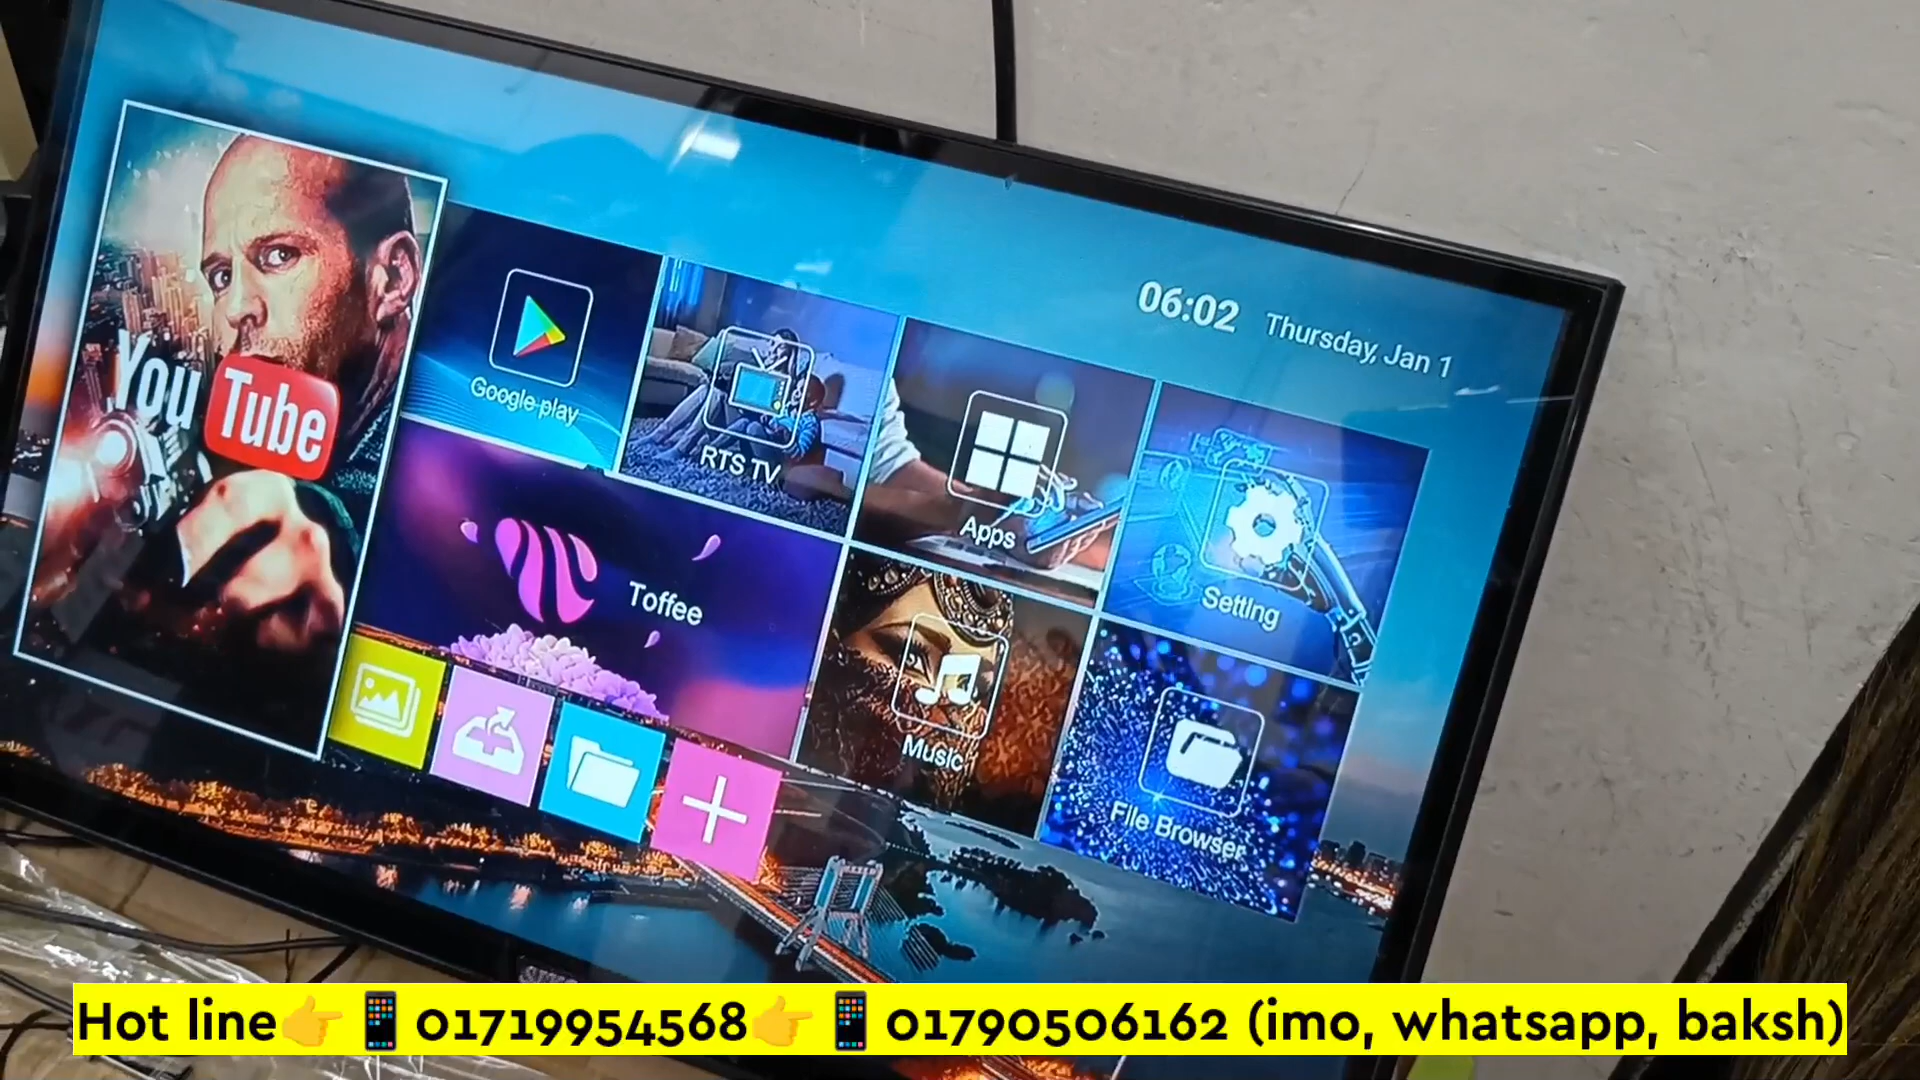 06:02 Thursday, Jan 1
You Tube
Google play
RTS TV
Apps
Setting
Toffee
Music
File Browser
Hot line👉📱01719954568👉📱01790506162 (imo, whatsapp, baksh)